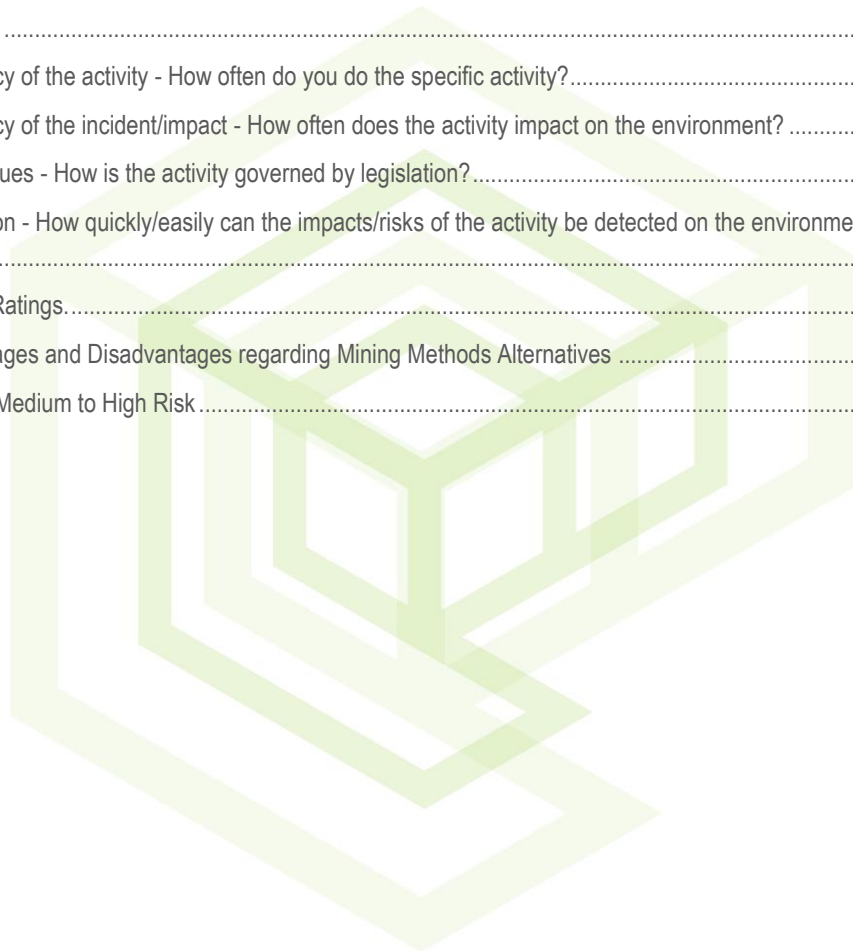 ...........................................................................................................................................
cy of the activity - How often do you do the specific activity?..............................................
cy of the incident/impact - How often does the activity impact on the environment? ...........
ues - How is the activity governed by legislation?..............................................................
on - How quickly/easily can the impacts/risks of the activity be detected on the environme
............................................................................................................................................
Ratings.................................................................................................................................
ages and Disadvantages regarding Mining Methods Alternatives ......................................
Medium to High Risk...........................................................................................................